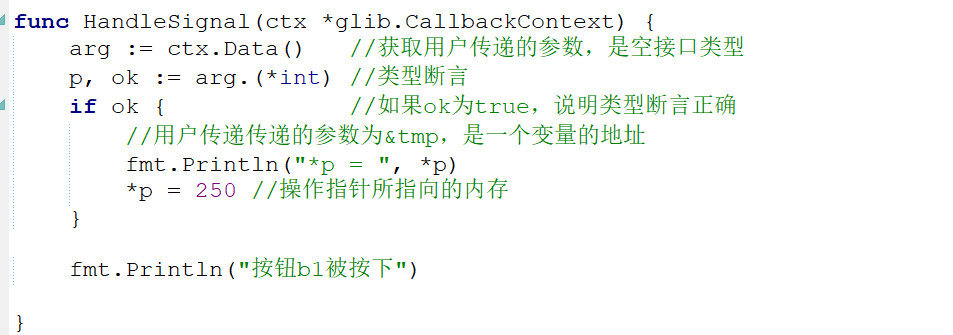 func HandleSignal(ctx *glib.CallbackContext) {
    arg := ctx.Data()   //获取用户传递的参数，是空接口类型
    p, ok := arg.(*int) //类型断言
    if ok {             //如果ok为true，说明类型断言正确
        //用户传递传递的参数为&tmp，是一个变量的地址
        fmt.Println("*p = ", *p)
        *p = 250 //操作指针所指向的内存
    }
    fmt.Println("按钮b1被按下")
}